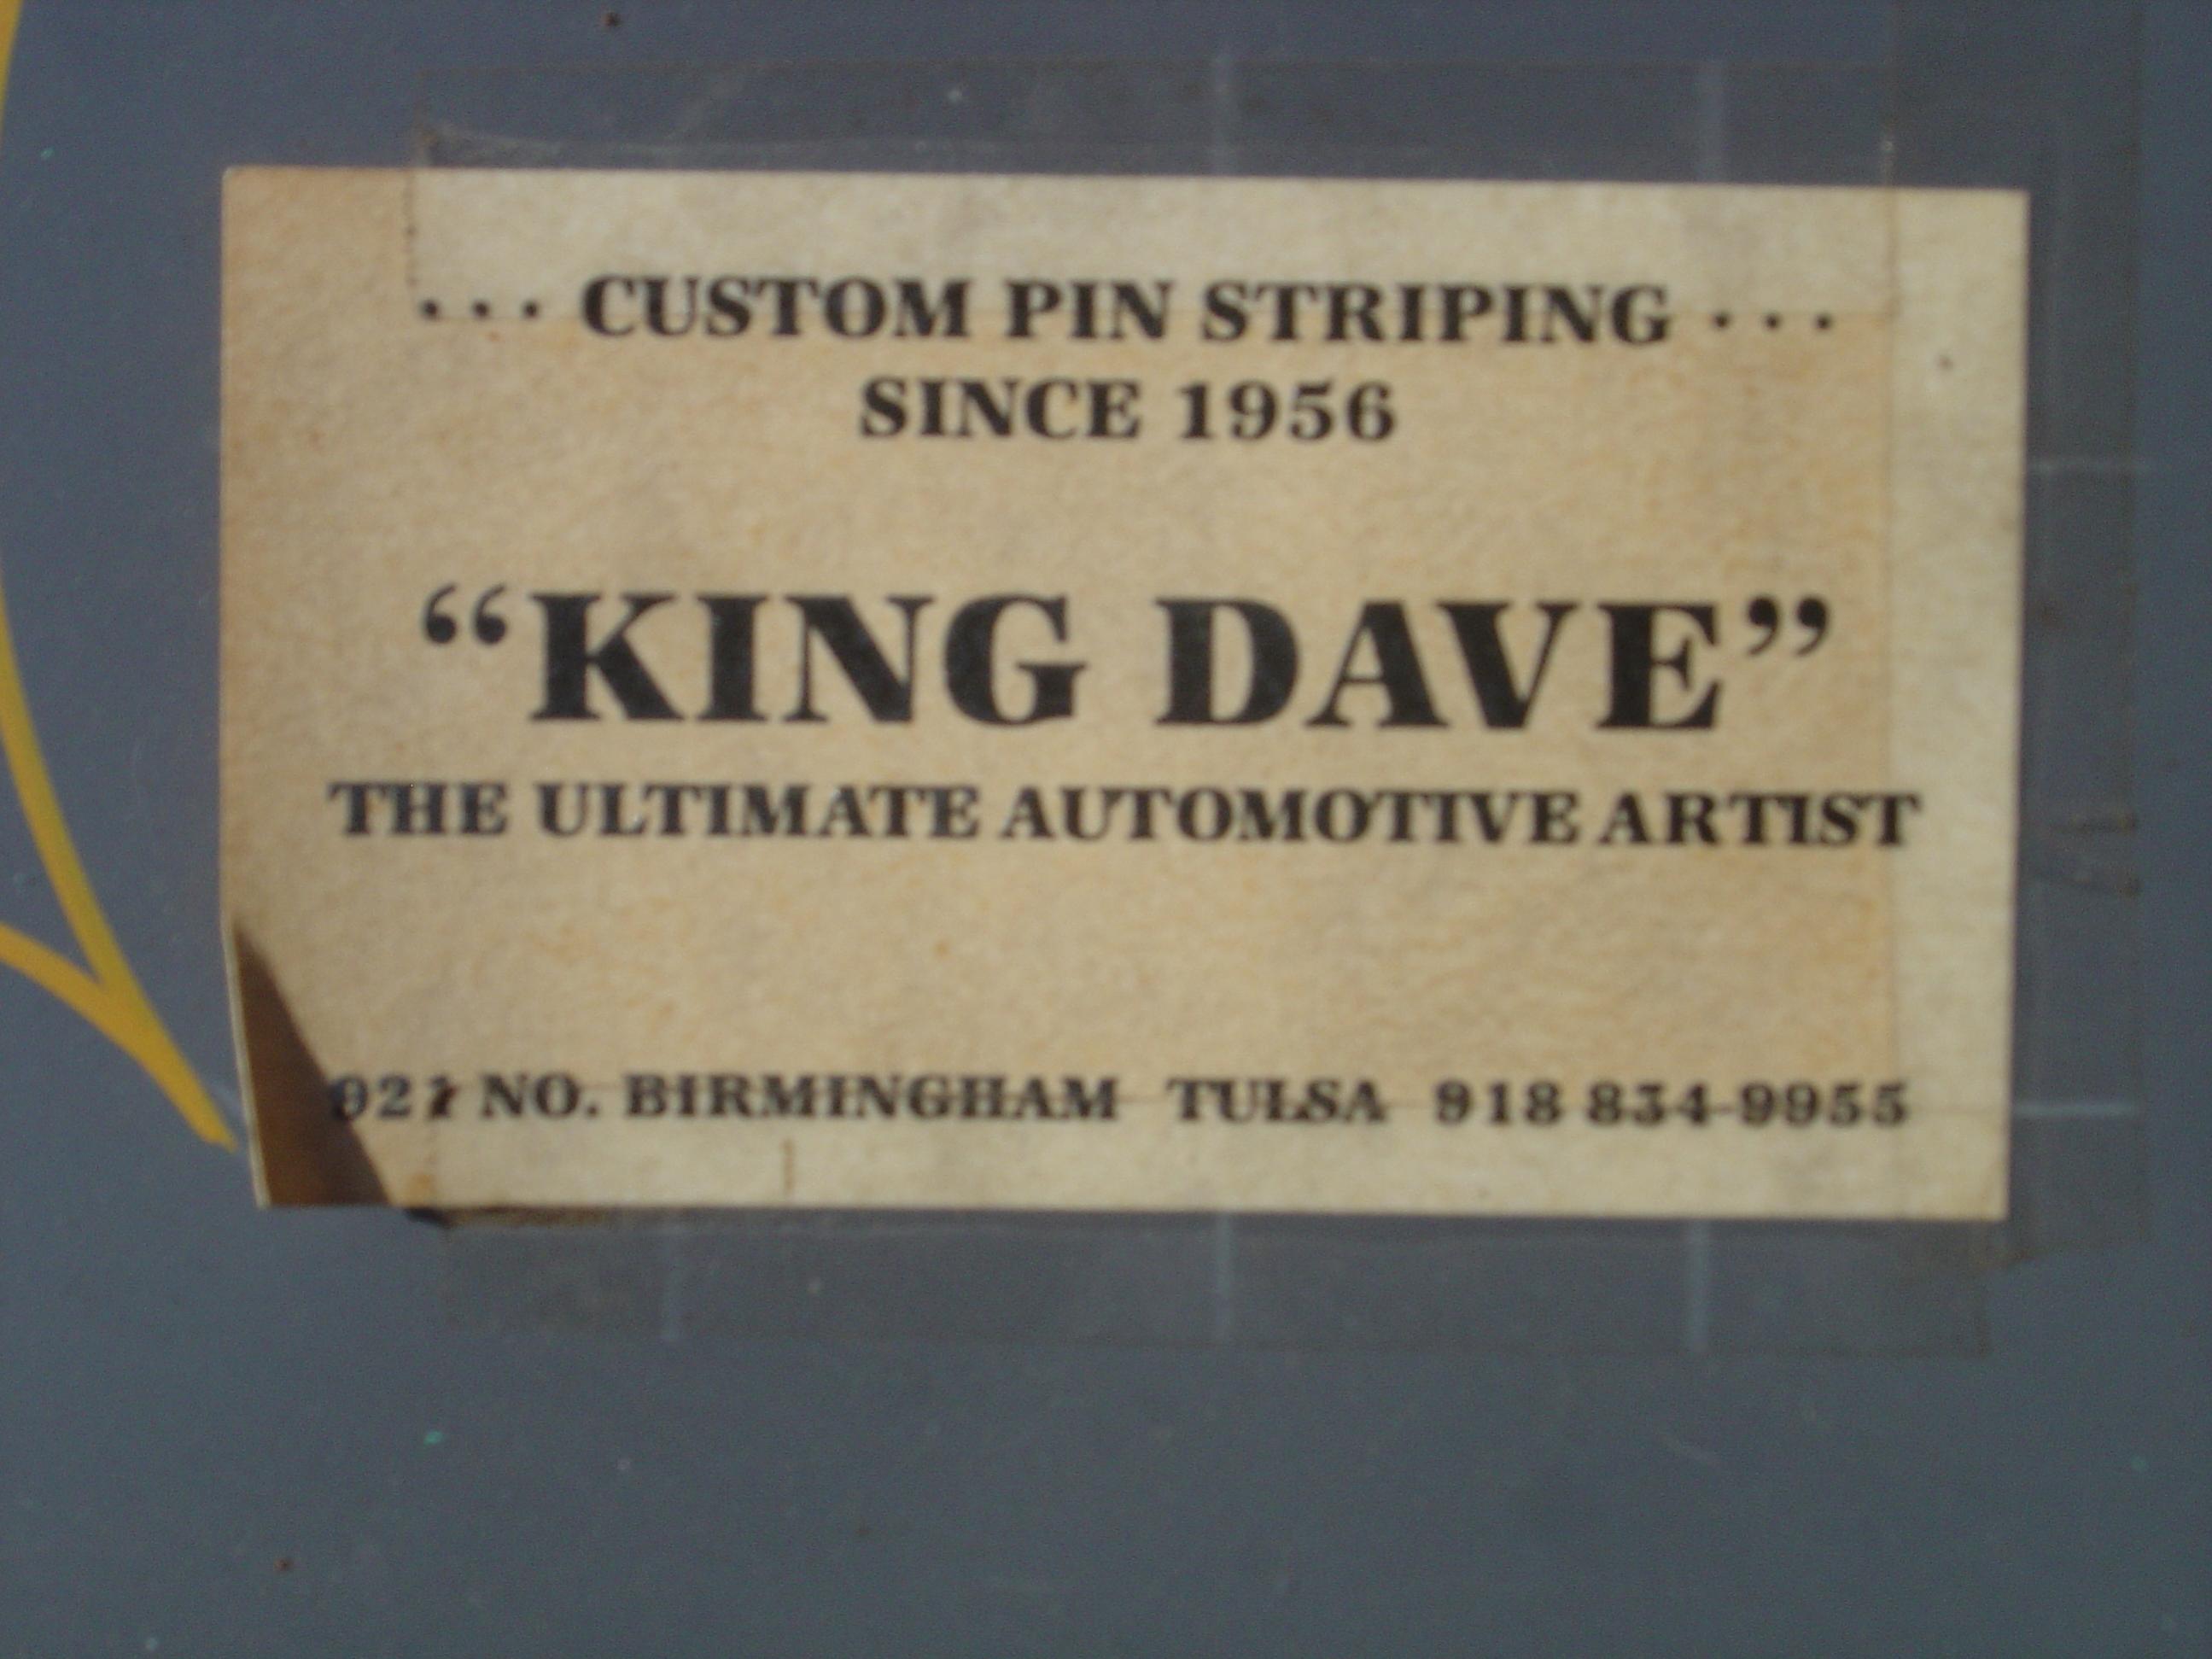 ... CUSTOM PIN STRIPING ...
SINCE 1956
“KING DAVE”
THE ULTIMATE AUTOMOTIVE ARTIST
NO. BIRMINGHAM TULSA 918 834-9955